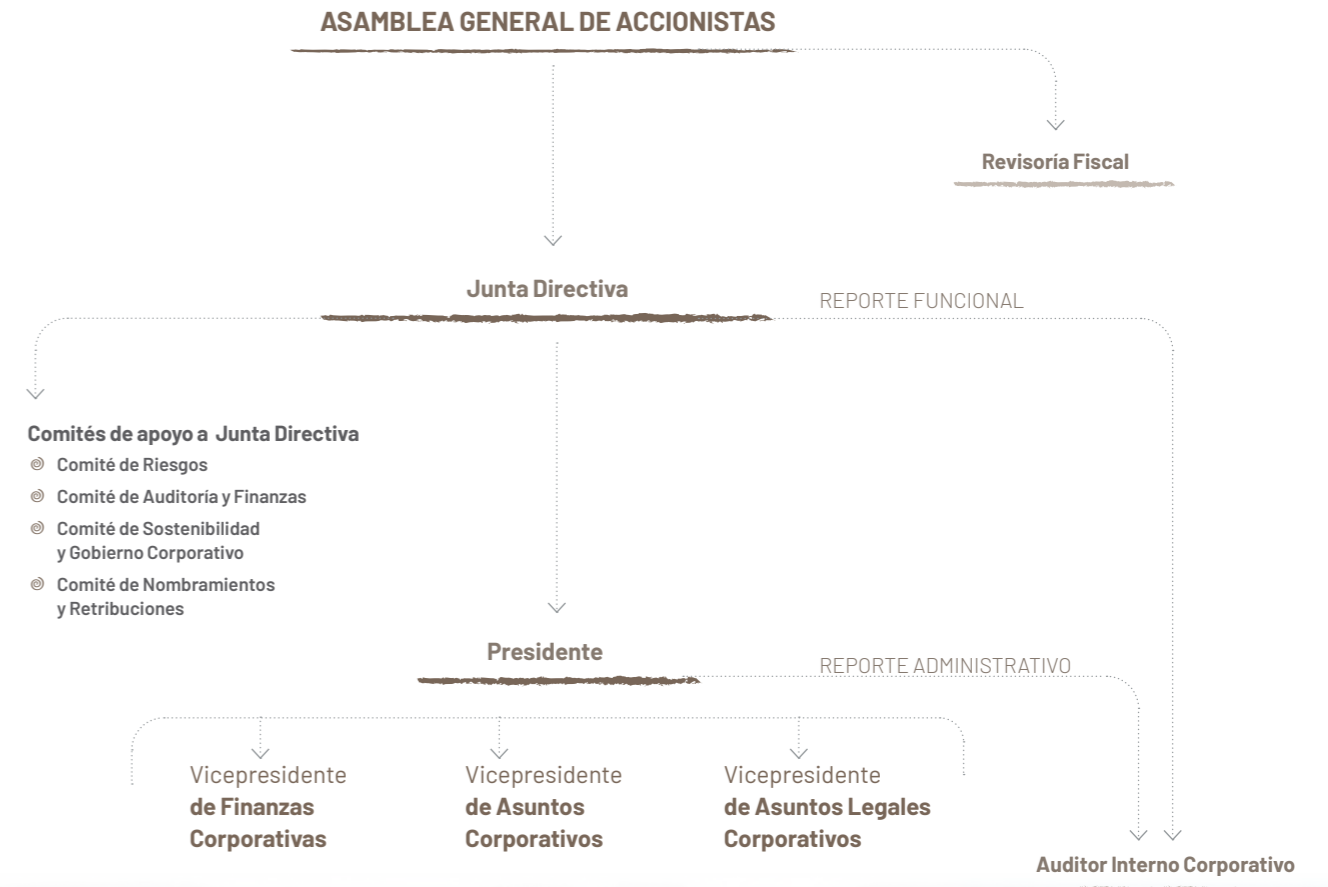 ASAMBLEA GENERAL DE ACCIONISTAS
Revisoría Fiscal
Junta Directiva
REPORTE FUNCIONAL
Comités de apoyo a Junta Directiva
Comité de Riesgos
Comité de Auditoría y Finanzas
Comité de Sostenibilidad
y Gobierno Corporativo
Comité de Nombramientos
y Retribuciones
Presidente
REPORTE ADMINISTRATIVO
Vicepresidente
de Finanzas
Corporativas
Vicepresidente
de Asuntos
Corporativos
Vicepresidente
de Asuntos Legales
Corporativos
Auditor Interno Corporativo